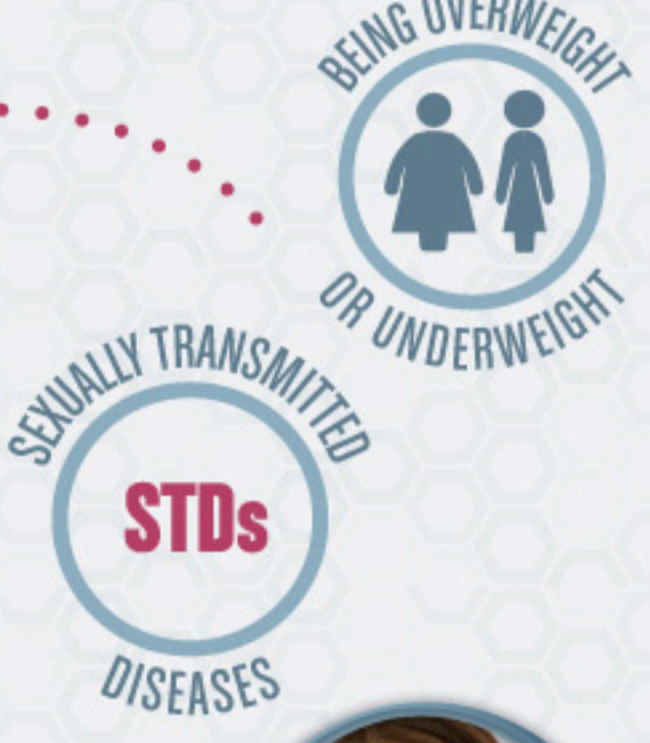 BEING OVERWEIGHT
OR UNDERWEIGHT
SEXUALLY TRANSMITTED
STDs
DISEASES